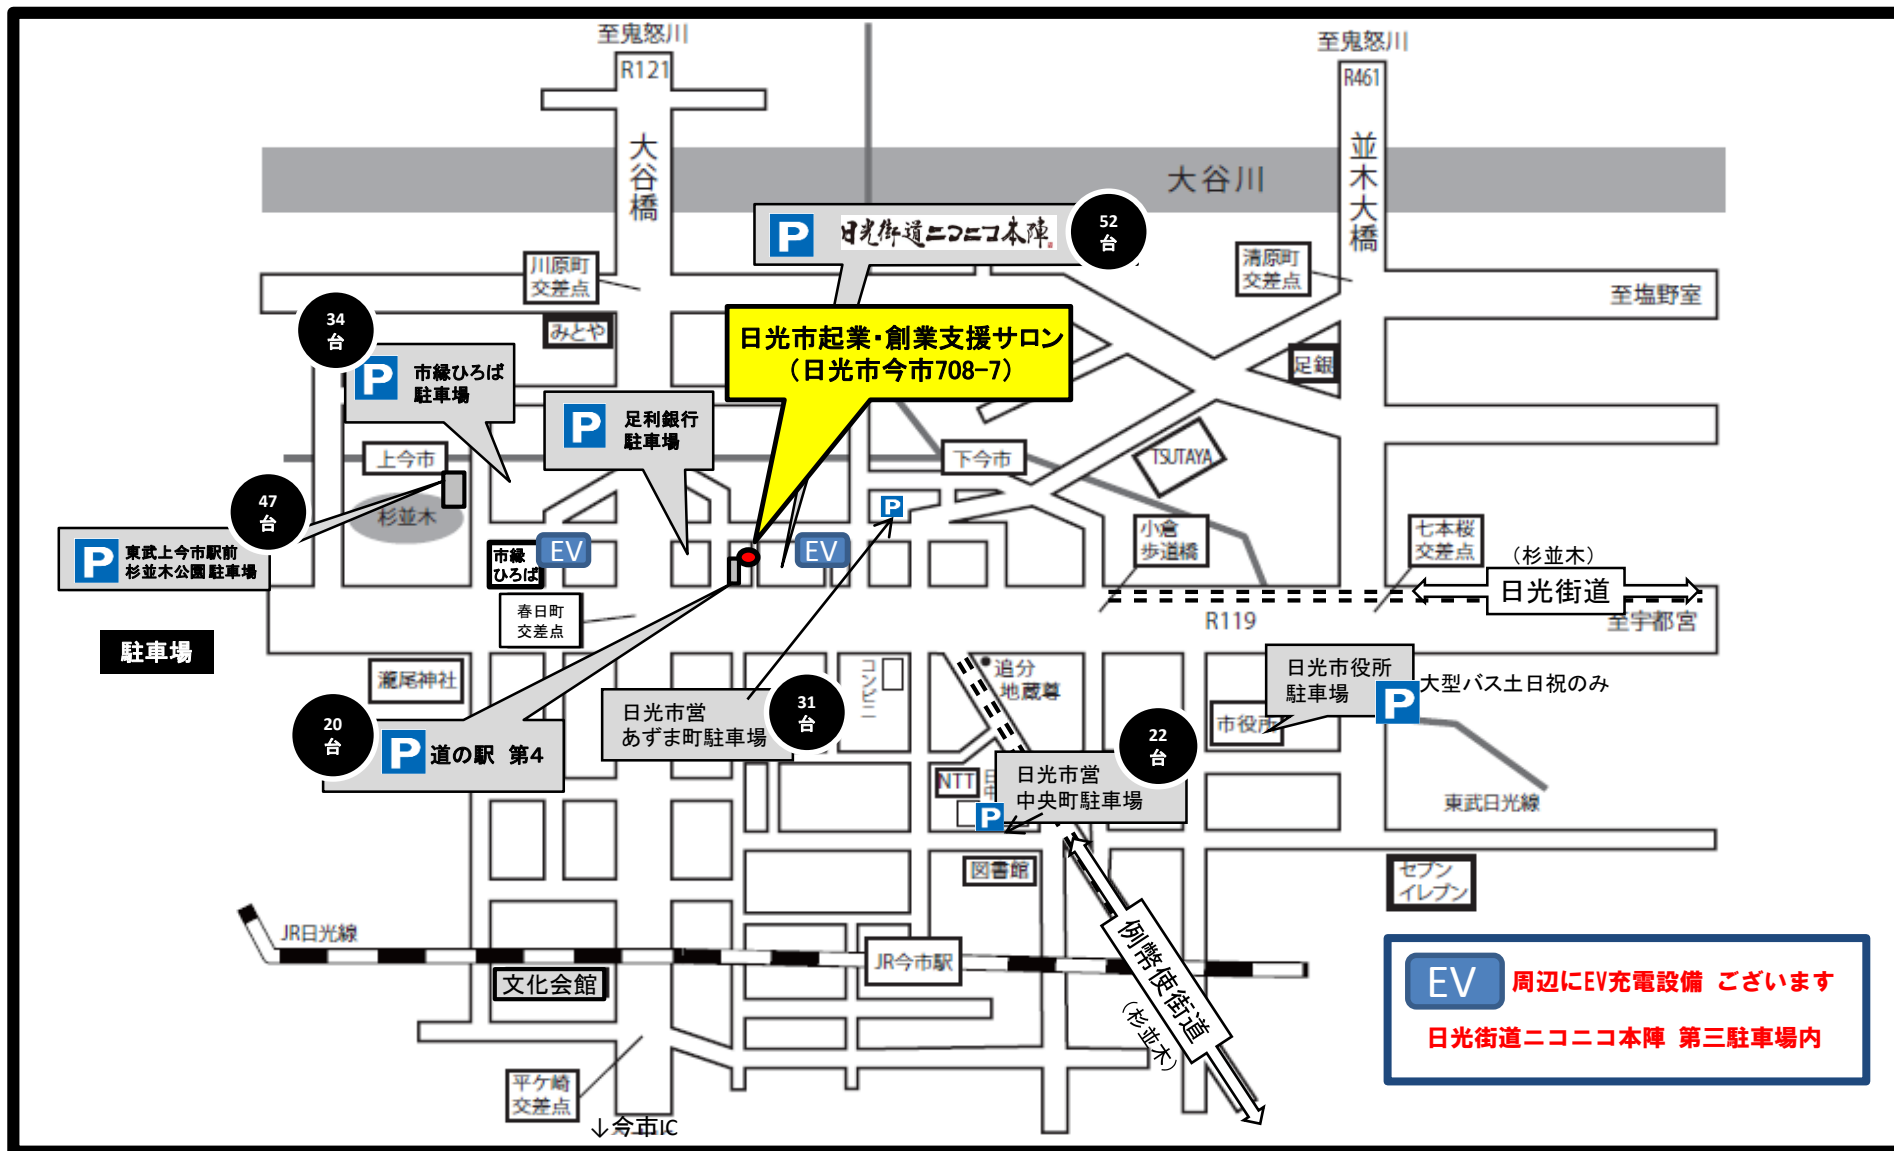 至鬼怒川
R121
至鬼怒川
R461
大谷橋
並木大橋
大谷川
P 日光街道ニコニコ本陣
52
台
川原町
交差点
清原町
交差点
至塩野室
34
台
みとや
日光市起業・創業支援サロン
（日光市今市708-7）
足銀
P 市縁ひろば
駐車場
P 足利銀行
駐車場
上今市
下今市
TSUTAYA
47
台
杉並木
P
小倉
歩道橋
七本桜
交差点
（杉並木）
P 東武上今市駅前
杉並木公園駐車場
市縁
ひろば
EV
EV
日光街道
春日町
交差点
R119
至宇都宮
駐車場
瀧尾神社
コンビニ
追分
地蔵尊
日光市役所
駐車場
P
大型バス土日祝のみ
20
台
P 道の駅 第4
日光市営
あずま町駐車場
31
台
市役所
22
台
NTT
日光市営
中央町駐車場
P
東武日光線
図書館
セブン
イレブン
JR日光線
JR今市駅
文化会館
例幣使街道
（杉並木）
EV 周辺にEV充電設備 ございます
日光街道ニコニコ本陣 第三駐車場内
平ケ崎
交差点
↓今市IC